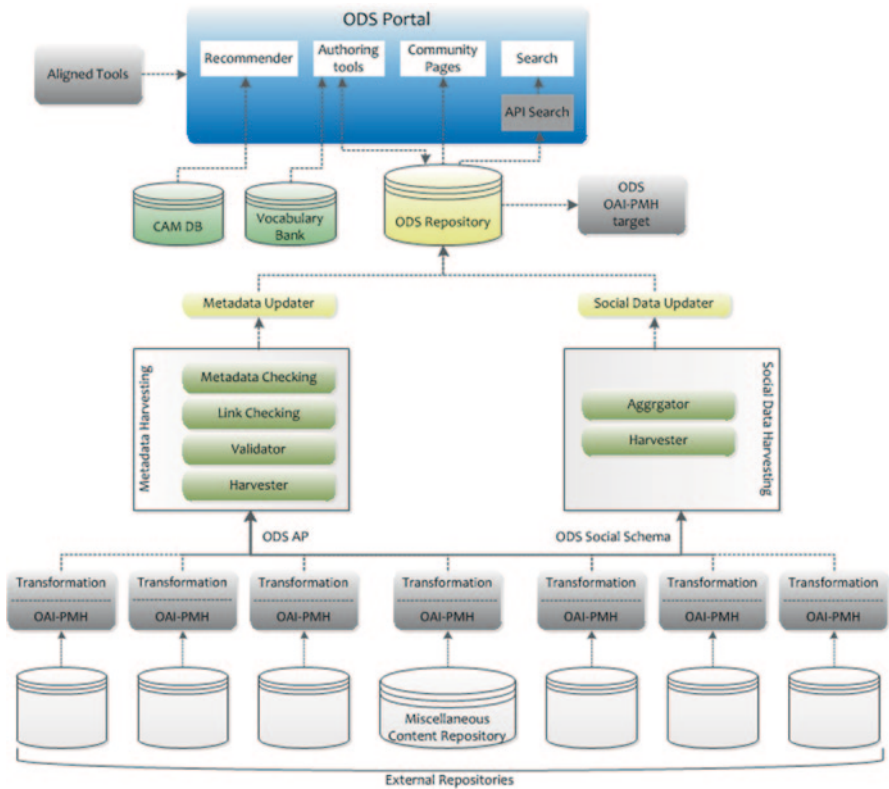 ODS Portal
Aligned Tools
Recommender
Authoring
tools
Community
Pages
Search
API Search
CAM DB
Vocabulary
Bank
ODS Repository
ODS
OAI-PMH
target
Metadata Updater
Social Data Updater
Metadata Harvesting
Metadata Checking
Link Checking
Validator
Harvester
Aggrgator
Harvester
Social Data Harvesting
ODS AP
ODS Social Schema
Transformation
OAI-PMH
Transformation
OAI-PMH
Transformation
OAI-PMH
Transformation
OAI-PMH
Transformation
OAI-PMH
Transformation
OAI-PMH
Transformation
OAI-PMH
Miscellaneous
Content Repository
External Repositories